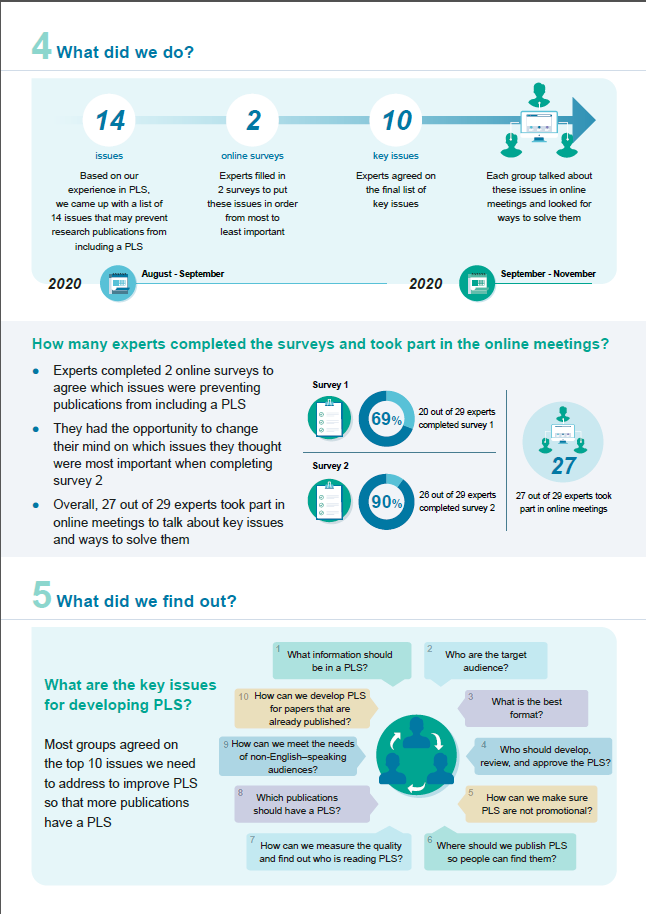 4 What did we do?
14
issues
Based on our
experience in PLS,
we came up with a list of
14 issues that may prevent
research publications from
including a PLS
2
online surveys
Experts filled in
2 surveys to put
these issues in order
from most to
least important
10
key issues
Experts agreed on
the final list of
key issues
Each group talked about
these issues in online
meetings and looked for
ways to solve them
2020
August - September
2020
September - November
How many experts completed the surveys and took part in the online meetings?
● Experts completed 2 online surveys to
agree which issues were preventing
publications from including a PLS
● They had the opportunity to change
their mind on which issues they thought
were most important when completing
survey 2
● Overall, 27 out of 29 experts took part in
online meetings to talk about key issues
and ways to solve them
Survey 1
69%
20 out of 29 experts
completed survey 1
Survey 2
90%
26 out of 29 experts
completed survey 2
27
27 out of 29 experts took
part in online meetings
5 What did we find out?
What are the key issues
for developing PLS?
Most groups agreed on
the top 10 issues we need
to address to improve PLS
so that more publications
have a PLS
1 What information should
be in a PLS?
2 Who are the target
audience?
3 What is the best
format?
4 Who should develop,
review, and approve the PLS?
5 How can we make sure
PLS are not promotional?
6 Where should we publish PLS
so people can find them?
7 How can we measure the quality
and find out who is reading PLS?
8 Which publications
should have a PLS?
9 How can we meet the needs
of non-English–speaking
audiences?
10 How can we develop PLS
for papers that are
already published?